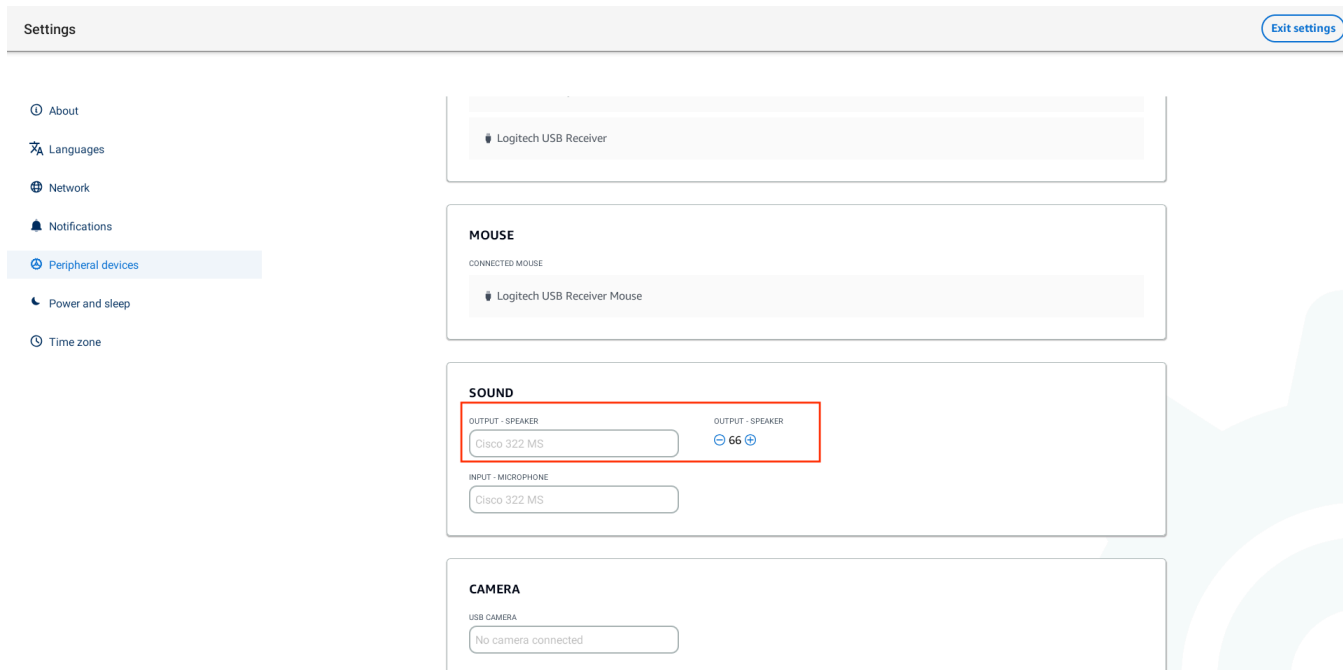 Settings
Exit settings
About
Languages
Network
Notifications
Peripheral devices
Power and sleep
Time zone
Logitech USB Receiver
MOUSE
CONNECTED MOUSE
Logitech USB Receiver Mouse
SOUND
OUTPUT - SPEAKER
OUTPUT - SPEAKER
Cisco 322 MS
66
INPUT - MICROPHONE
Cisco 322 MS
CAMERA
USB CAMERA
No camera connected